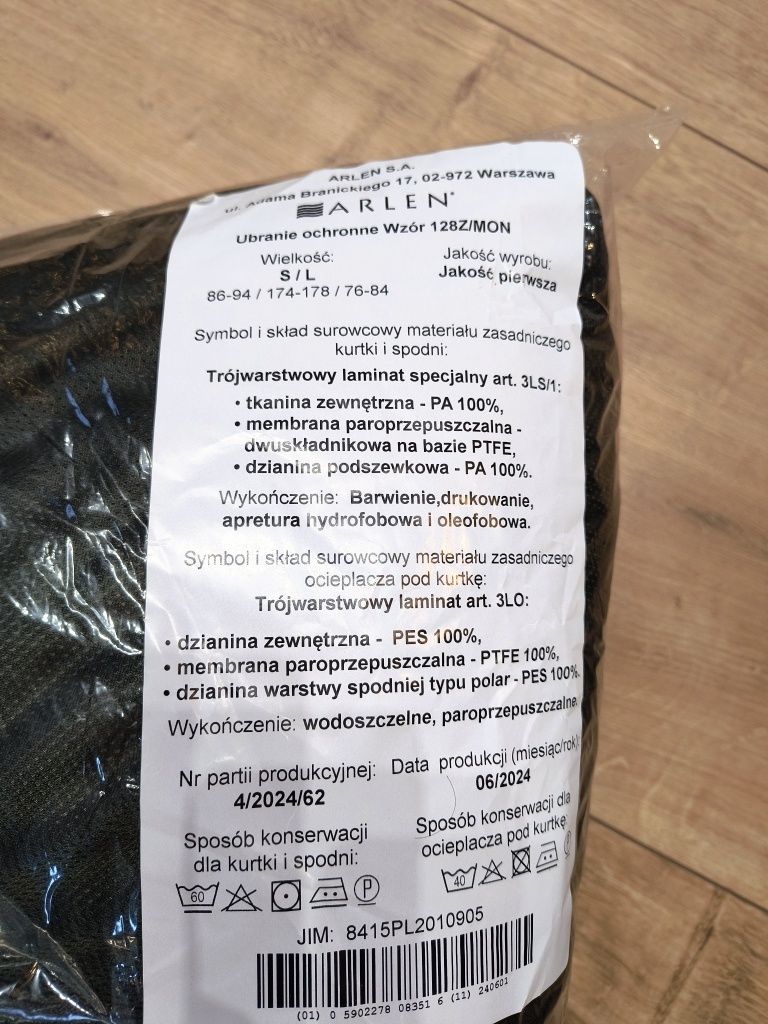 ARLEN S.A.
ul. Adama Branickiego 17, 02-972 Warszawa
ARLEN®
Ubranie ochronne Wzór 128Z/MON
Wielkość: Jakość wyrobu:
S / L Jakość pierwsza
86-94 / 174-178 / 76-84
Symbol i skład surowcowy materiału zasadniczego
kurtki i spodni:
Trójwarstwowy laminat specjalny art. 3LS/1:
• tkanina zewnętrzna - PA 100%,
• membrana paroprzepuszczalna -
dwuskładnikowa na bazie PTFE,
• dzianina podszewkowa - PA 100%.
Wykończenie: Barwienie,drukowanie,
apretura hydrofobowa i oleofobowa.
Symbol i skład surowcowy materiału zasadniczego
ocieplacza pod kurtkę:
Trójwarstwowy laminat art. 3LO:
• dzianina zewnętrzna - PES 100%,
• membrana paroprzepuszczalna - PTFE 100%,
• dzianina warstwy spodniej typu polar - PES 100%.
Wykończenie: wodoszczelne, paroprzepuszczalne.
Nr partii produkcyjnej: Data produkcji (miesiąc/rok):
4/2024/62 06/2024
Sposób konserwacji Sposób konserwacji dla
dla kurtki i spodni: ocieplacza pod kurtkę:
60 P 40
JIM: 8415PL2010905
(01) 0 5902278 08351 6 (11) 240601